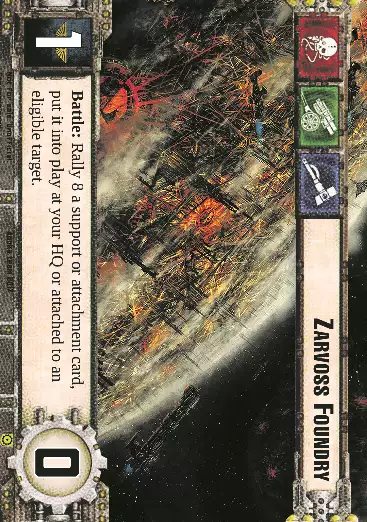 ZARVOSS FOUNDRY
1
Battle: Rally 8 a support or attachment card,
put it into play at your HQ or attached to an
eligible target.
0